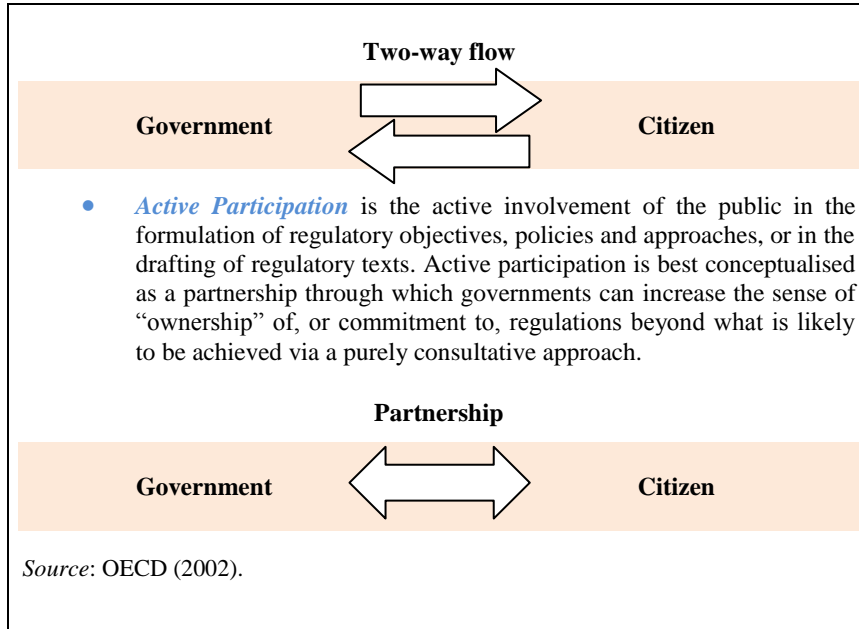 Two-way flow
Government Citizen
• Active Participation is the active involvement of the public in the
formulation of regulatory objectives, policies and approaches, or in the
drafting of regulatory texts. Active participation is best conceptualised
as a partnership through which governments can increase the sense of
“ownership” of, or commitment to, regulations beyond what is likely
to be achieved via a purely consultative approach.
Partnership
Government Citizen
Source: OECD (2002).